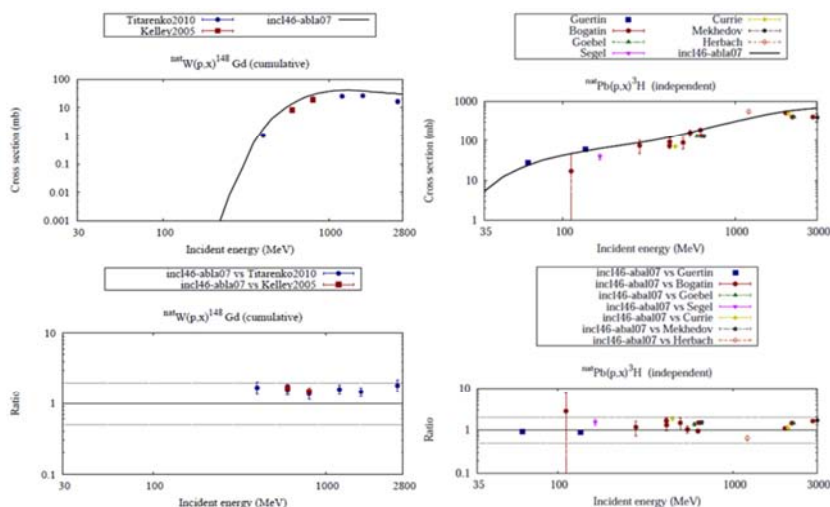 Titarenko2010
incl46-abla07
Kelley2005
natW(p,x)148Gd (cumulative)
Cross section (mb)
100
10
1
0.1
0.01
0.001
30
100
1000
2800
Incident energy (MeV)
Guertin
Currie
Bogatin
Mekhedov
Goebel
Herbach
Segel
incl46-abla07
natPb(p,x)3H (independent)
Cross section (mb)
1000
100
10
1
35
100
1000
3000
Incident energy (MeV)
incl46-abla07 vs Titarenko2010
incl46-abla07 vs Kelley2005
natW(p,x)148Gd (cumulative)
Ratio
10
1
0.1
30
100
1000
2800
Incident energy (MeV)
incl46-abal07 vs Guertin
incl46-abal07 vs Bogatin
incl46-abal07 vs Goebel
incl46-abal07 vs Segel
incl46-abal07 vs Currie
incl46-abal07 vs Mekhedov
incl46-abal07 vs Herbach
natPb(p,x)3H (independent)
Ratio
10
1
0.1
35
100
1000
3000
Incident energy (MeV)